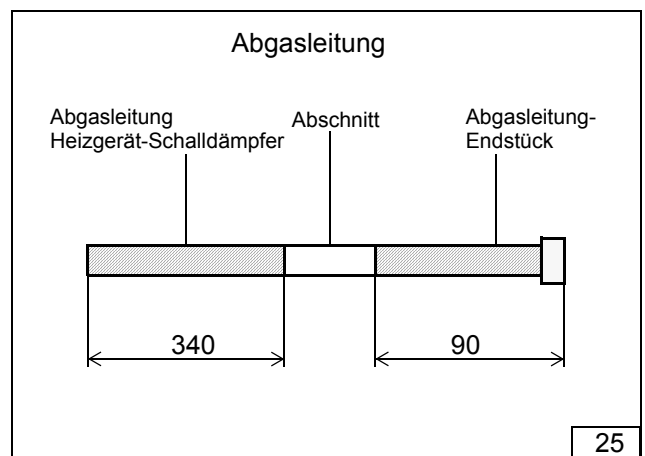 Abgasleitung
Abgasleitung
Heizgerät-Schalldämpfer
Abschnitt
Abgasleitung-
Endstück
340
90
25